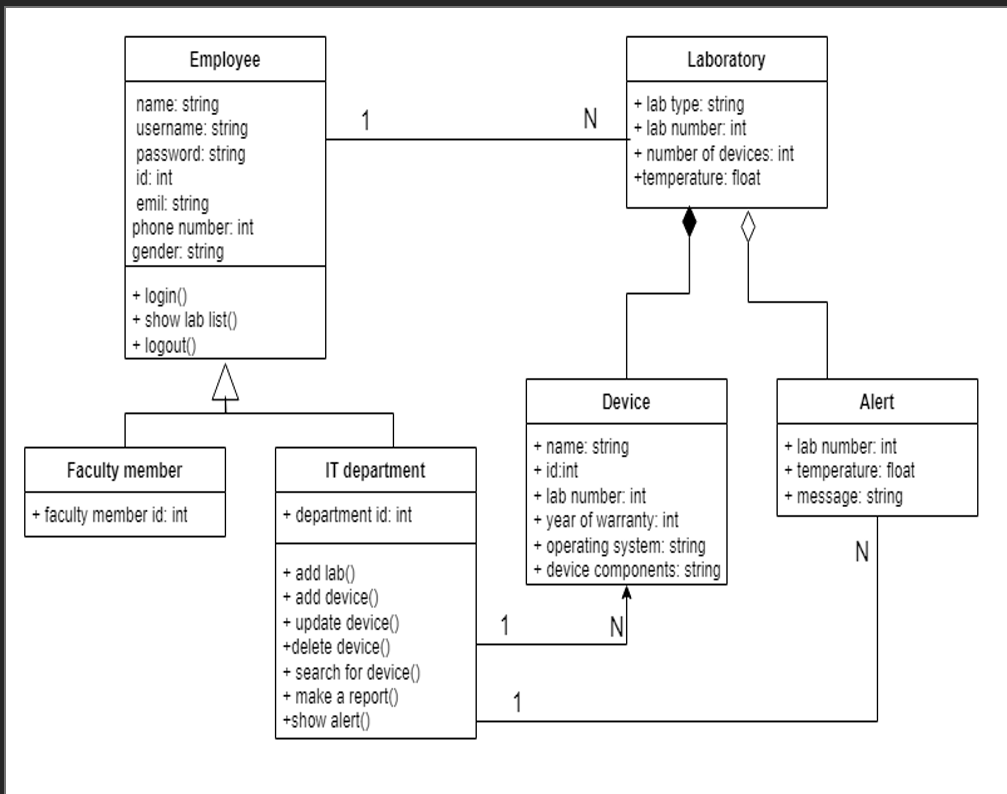 Employee
name: string
username: string
password: string
id: int
emil: string
phone number: int
gender: string
+ login()
+ show lab list()
+ logout()
1
N
Laboratory
+ lab type: string
+ lab number: int
+ number of devices: int
+temperature: float
Faculty member
+ faculty member id: int
IT department
+ department id: int
+ add lab()
+ add device()
+ update device()
+delete device()
+ search for device()
+ make a report()
+show alert()
Device
+ name: string
+ id:int
+ lab number: int
+ year of warranty: int
+ operating system: string
+ device components: string
Alert
+ lab number: int
+ temperature: float
+ message: string
1
N
1
N